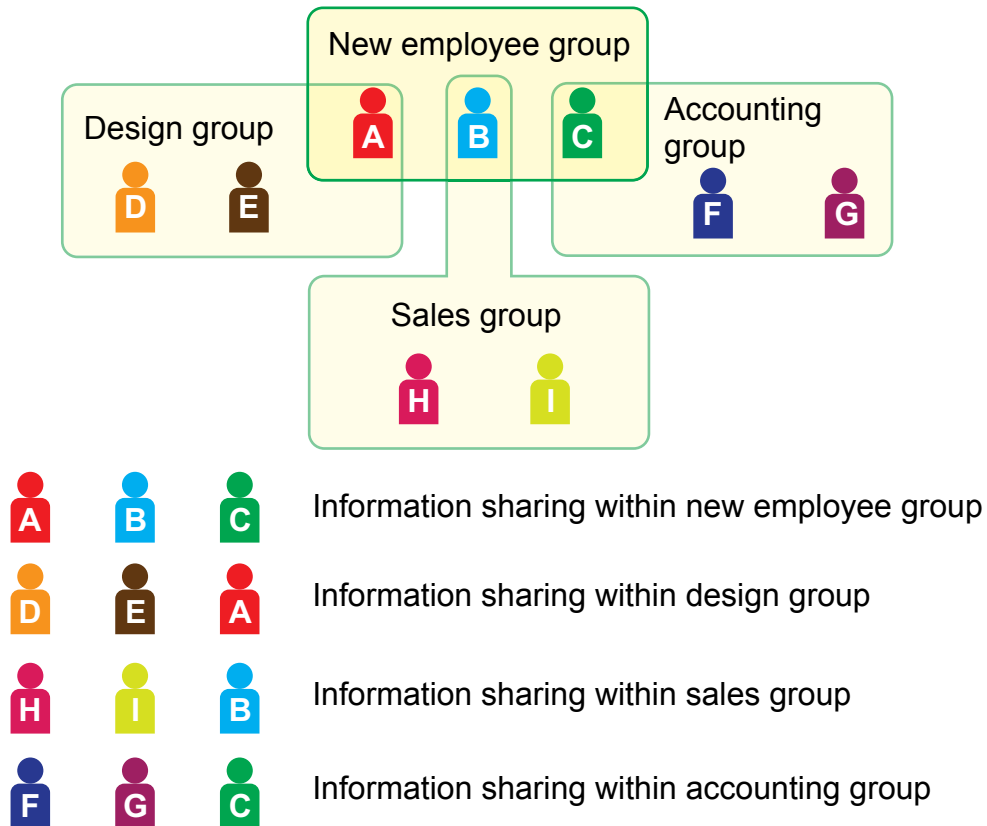 New employee group
Design group
A
B
C
Accounting
group
D
E
F
G
Sales group
H
I
A B C Information sharing within new employee group
D E A Information sharing within design group
H I B Information sharing within sales group
F G C Information sharing within accounting group